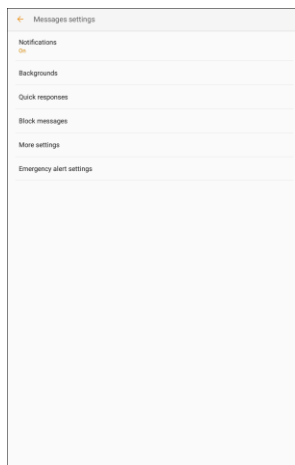 Messages settings
Notifications
On
Backgrounds
Quick responses
Block messages
More settings
Emergency alert settings